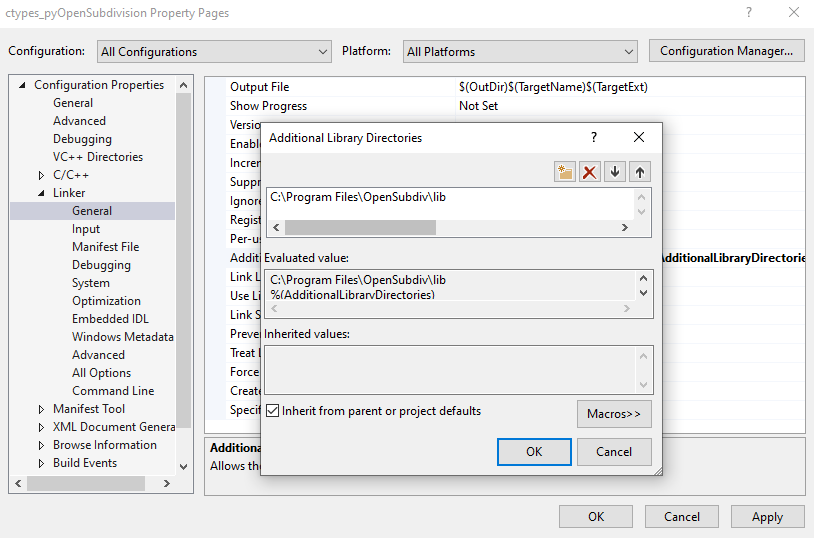 ctypes_pyOpenSubdivision Property Pages
?
Configuration:
All Configurations
Platform:
All Platforms
Configuration Manager...
Configuration Properties
General
Advanced
Debugging
VC++ Directories
C/C++
Linker
General
Input
Manifest File
Debugging
System
Optimization
Embedded IDL
Windows Metadata
Advanced
All Options
Command Line
Manifest Tool
XML Document Genera
Browse Information
Build Events
Output File
$(OutDir)$(TargetName)$(TargetExt)
Show Progress
Not Set
Versio
Enable
Increm
Suppr
Ignore
Regist
Per-us
Additi
AdditionalLibraryDirectorie
Link L
Use Li
Link S
Preve
Treat L
Force
Create
Specif
Additional Library Directories
?
C:\Program Files\OpenSubdiv\lib
Evaluated value:
C:\Program Files\OpenSubdiv\lib
%(AdditionalLibraryDirectories)
Inherited values:
Inherit from parent or project defaults
Macros>>
OK
Cancel
Additiona
Allows the
OK
Cancel
Apply